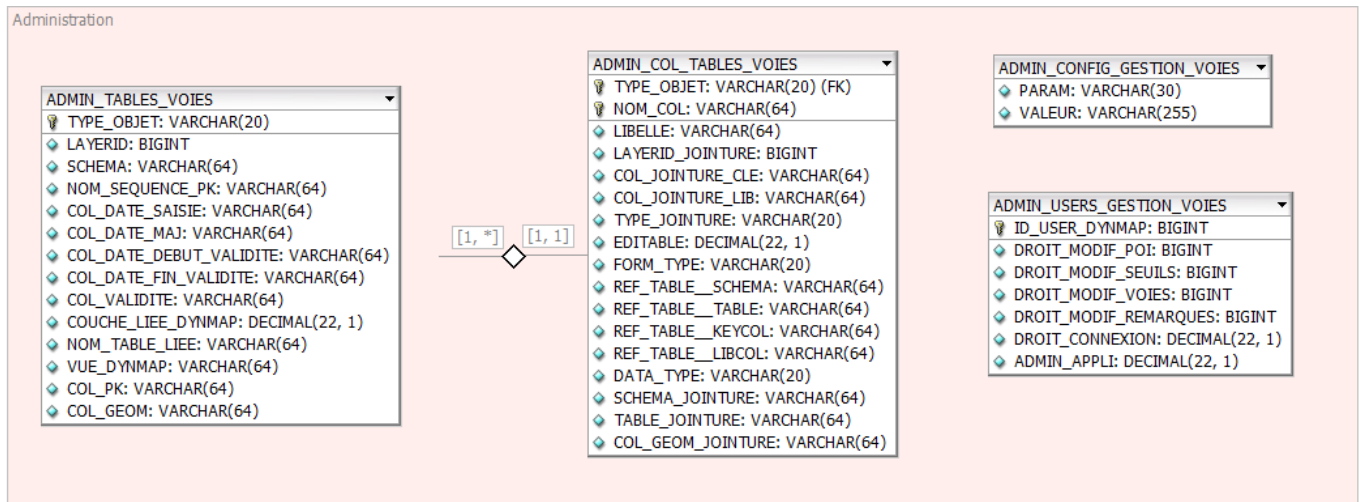 Administration
ADMIN_TABLES_VOIES
TYPE_OBJET: VARCHAR(20)
LAYERID: BIGINT
SCHEMA: VARCHAR(64)
NOM_SEQUENCE_PK: VARCHAR(64)
COL_DATE_SAISIE: VARCHAR(64)
COL_DATE_MAJ: VARCHAR(64)
COL_DATE_DEBUT_VALIDITE: VARCHAR(64)
COL_DATE_FIN_VALIDITE: VARCHAR(64)
COL_VALIDITE: VARCHAR(64)
COUCHE_LIEE_DYNMAP: DECIMAL(22, 1)
NOM_TABLE_LIEE: VARCHAR(64)
VUE_DYNMAP: VARCHAR(64)
COL_PK: VARCHAR(64)
COL_GEOM: VARCHAR(64)
[1, *]
[1, 1]
ADMIN_COL_TABLES_VOIES
TYPE_OBJET: VARCHAR(20) (FK)
NOM_COL: VARCHAR(64)
LIBELLE: VARCHAR(64)
LAYERID_JOINTURE: BIGINT
COL_JOINTURE_CLE: VARCHAR(64)
COL_JOINTURE_LIB: VARCHAR(64)
TYPE_JOINTURE: VARCHAR(20)
EDITABLE: DECIMAL(22, 1)
FORM_TYPE: VARCHAR(20)
REF_TABLE__SCHEMA: VARCHAR(64)
REF_TABLE__TABLE: VARCHAR(64)
REF_TABLE__KEYCOL: VARCHAR(64)
REF_TABLE__LIBCOL: VARCHAR(64)
DATA_TYPE: VARCHAR(20)
SCHEMA_JOINTURE: VARCHAR(64)
TABLE_JOINTURE: VARCHAR(64)
COL_GEOM_JOINTURE: VARCHAR(64)
ADMIN_CONFIG_GESTION_VOIES
PARAM: VARCHAR(30)
VALEUR: VARCHAR(255)
ADMIN_USERS_GESTION_VOIES
ID_USER_DYNMAP: BIGINT
DROIT_MODIF_POI: BIGINT
DROIT_MODIF_SEUILS: BIGINT
DROIT_MODIF_VOIES: BIGINT
DROIT_MODIF_REMARQUES: BIGINT
DROIT_CONNEXION: DECIMAL(22, 1)
ADMIN_APPLI: DECIMAL(22, 1)